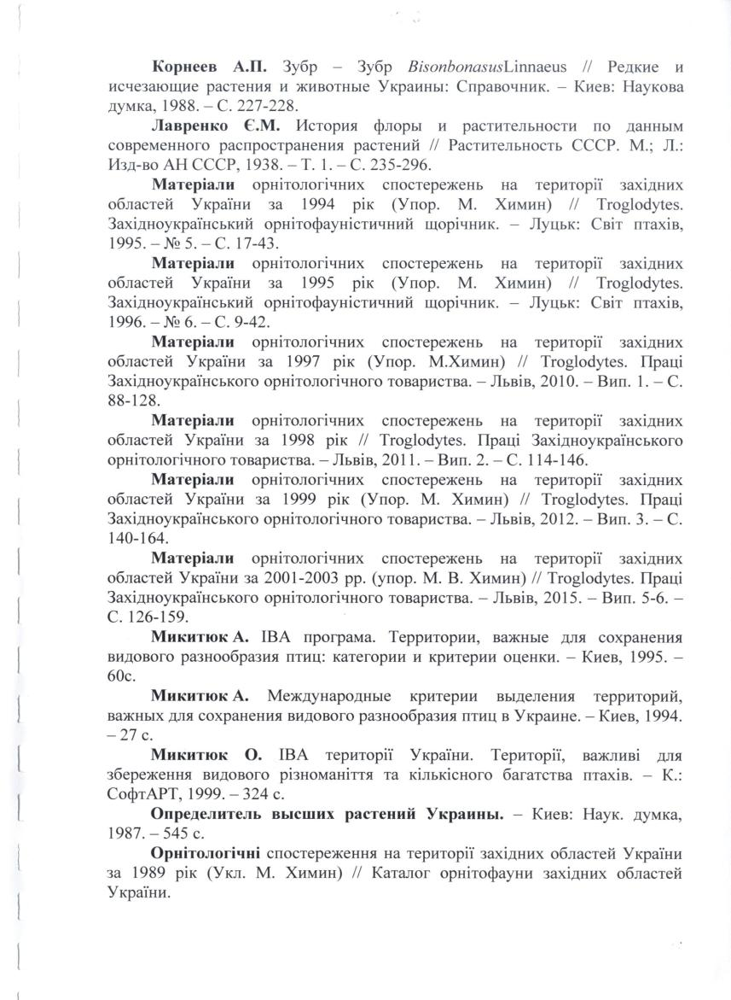 Корнеев А.П. Зубр – Зубр BisonbonasusLinnaeus // Редкие и
исчезающие растения и животные Украины: Справочник. – Киев: Наукова
думка, 1988. – С. 227-228.
Лавренко Є.М. История флоры и растительности по данным
современного распространения растений // Растительность СССР. М.; Л.:
Изд-во АН СССР, 1938. – Т. 1. – С. 235-296.
Матеріали орнітологічних спостережень на території західних
областей України за 1994 рік (Упор. М. Химин) // Troglodytes.
Західноукраїнський орнітофауністичний щорічник. – Луцьк: Світ птахів,
1995. – № 5. – С. 17-43.
Матеріали орнітологічних спостережень на території західних
областей України за 1995 рік (Упор. М. Химин) // Troglodytes.
Західноукраїнський орнітофауністичний щорічник. – Луцьк: Світ птахів,
1996. – № 6. – С. 9-42.
Матеріали орнітологічних спостережень на території західних
областей України за 1997 рік (Упор. М.Химин) // Troglodytes. Праці
Західноукраїнського орнітологічного товариства. – Львів, 2010. – Вип. 1. – С.
88-128.
Матеріали орнітологічних спостережень на території західних
областей України за 1998 рік // Troglodytes. Праці Західноукраїнського
орнітологічного товариства. – Львів, 2011. – Вип. 2. – С. 114-146.
Матеріали орнітологічних спостережень на території західних
областей України за 1999 рік (Упор. М. Химин) // Troglodytes. Праці
Західноукраїнського орнітологічного товариства. – Львів, 2012. – Вип. 3. – С.
140-164.
Матеріали орнітологічних спостережень на території західних
областей України за 2001-2003 рр. (упор. М. В. Химин) // Troglodytes. Праці
Західноукраїнського орнітологічного товариства. – Львів, 2015. – Вип. 5-6. –
С. 126-159.
Микитюк А. ІВА програма. Территории, важные для сохранения
видового разнообразия птиц: категории и критерии оценки. – Киев, 1995. –
60с.
Микитюк А. Международные критерии выделения территорий,
важных для сохранения видового разнообразия птиц в Украине. – Киев, 1994.
– 27 с.
Микитюк О. ІВА території України. Території, важливі для
збереження видового різноманіття та кількісного багатства птахів. – К.:
СофтАРТ, 1999. – 324 с.
Определитель высших растений Украины. – Киев: Наук. думка,
1987. – 545 с.
Орнітологічні спостереження на території західних областей України
за 1989 рік (Укл. М. Химин) // Каталог орнітофауни західних областей
України.